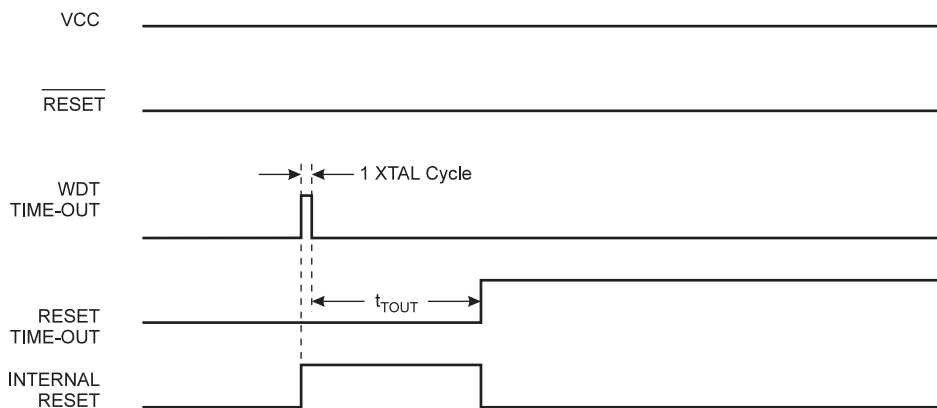 VCC
RESET
1 XTAL Cycle
WDT
TIME-OUT
tTOUT
RESET
TIME-OUT
INTERNAL
RESET